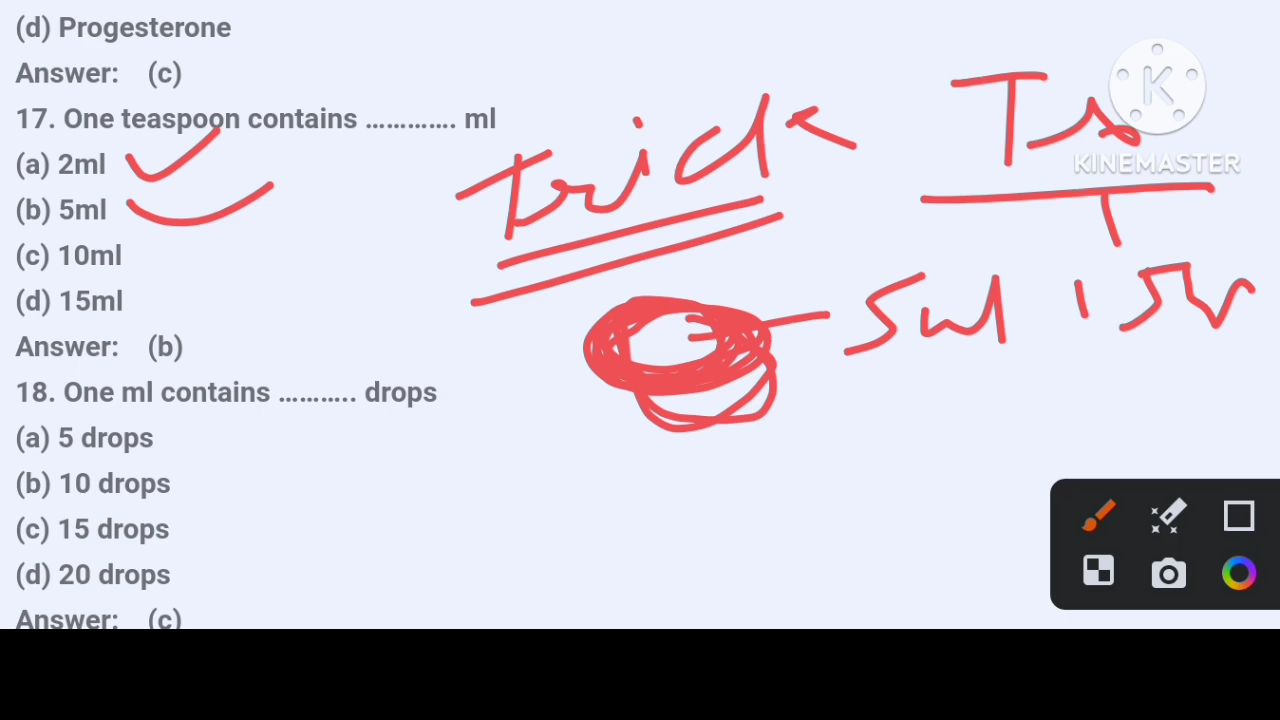 (d) Progesterone
Answer: (c)
17. One teaspoon contains ............. ml
(a) 2ml
(b) 5ml
(c) 10ml
(d) 15ml
Answer: (b)
18. One ml contains ........... drops
(a) 5 drops
(b) 10 drops
(c) 15 drops
(d) 20 drops
Answer: (c)
trick
KINEMASTER
5ml